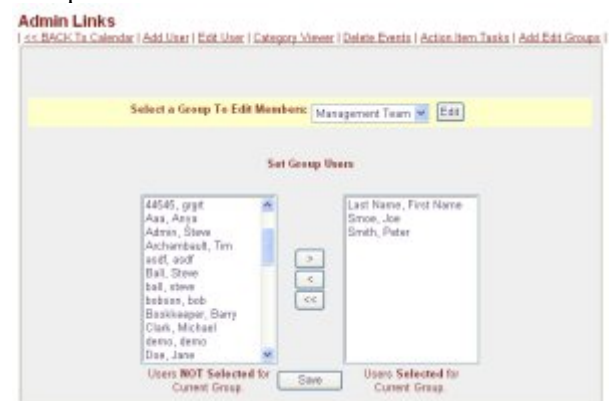 Admin Links
| << BACK To Calendar | Add User | Edit User | Category Viewer | Delete Events | Action Item Tasks | Add Edit Groups |
Select a Group To Edit Members: Management Team Edit
Set Group Users
44545, grgrt
Aaa, Anya
Admin, Steve
Archambault, Tim
asdf, asdf
Ball, Steve
ball, steve
bobson, bob
Bookkeeper, Barry
Clark, Michael
demo, demo
Doe, Jane
>
<
<<
Last Name, First Name
Smoe, Joe
Smith, Peter
Users NOT Selected for
Current Group.
Save
Users Selected for
Current Group.